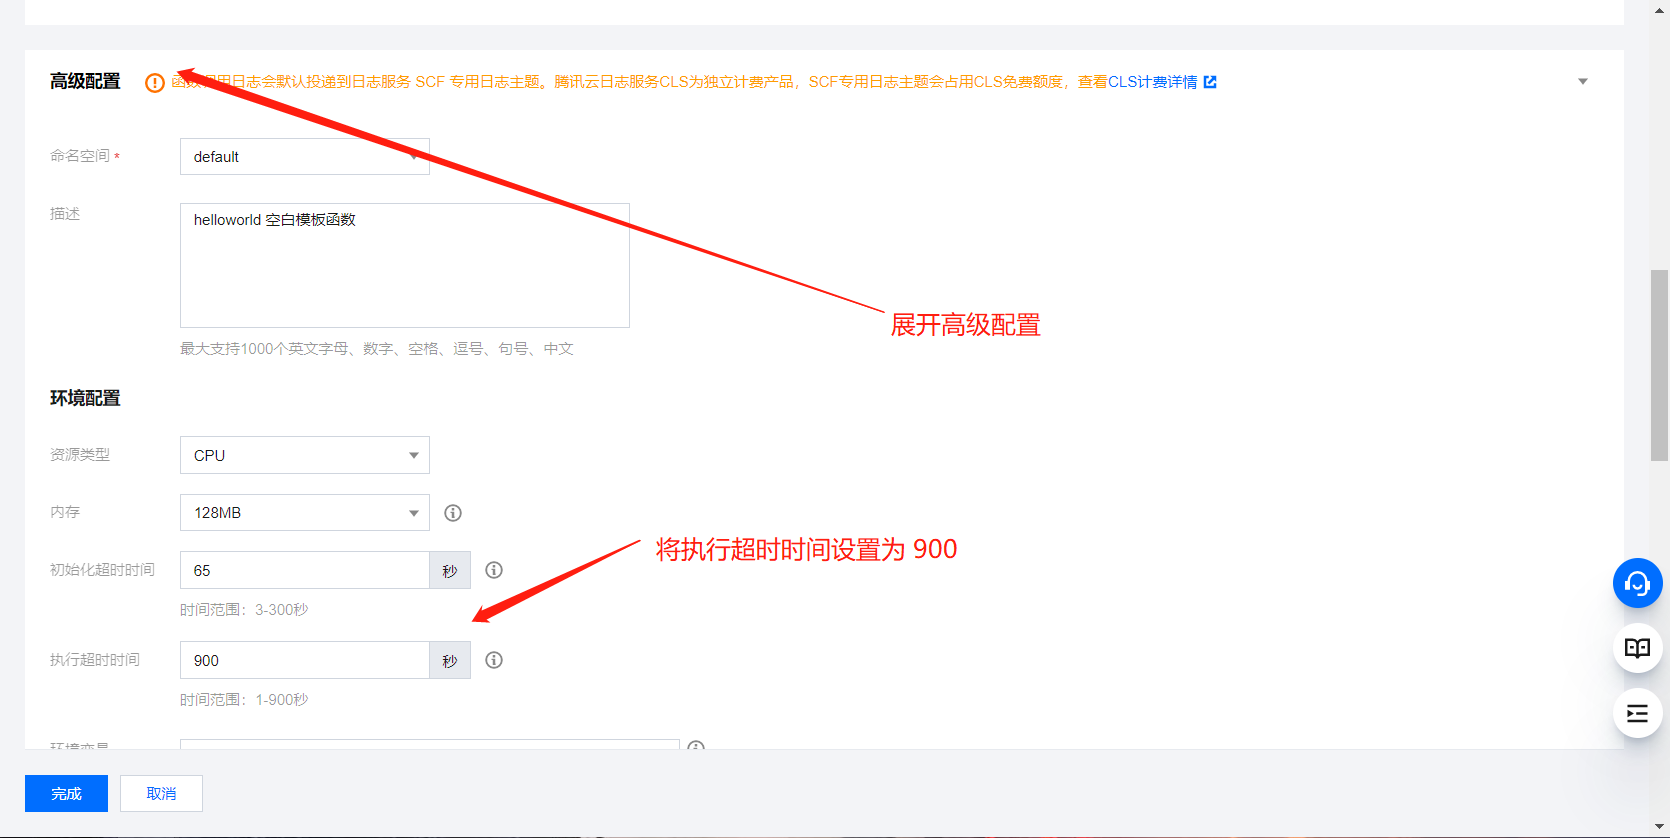 高级配置
函数调用日志会默认投递到日志服务 SCF 专用日志主题。腾讯云日志服务CLS为独立计费产品，SCF专用日志主题会占用CLS免费额度，查看CLS计费详情
命名空间 *
default
描述
helloworld 空白模板函数
展开高级配置
最大支持1000个英文字母、数字、空格、逗号、句号、中文
环境配置
资源类型
CPU
内存
128MB
将执行超时时间设置为 900
初始化超时时间
65
秒
时间范围：3-300秒
执行超时时间
900
秒
时间范围：1-900秒
环境变量
完成
取消